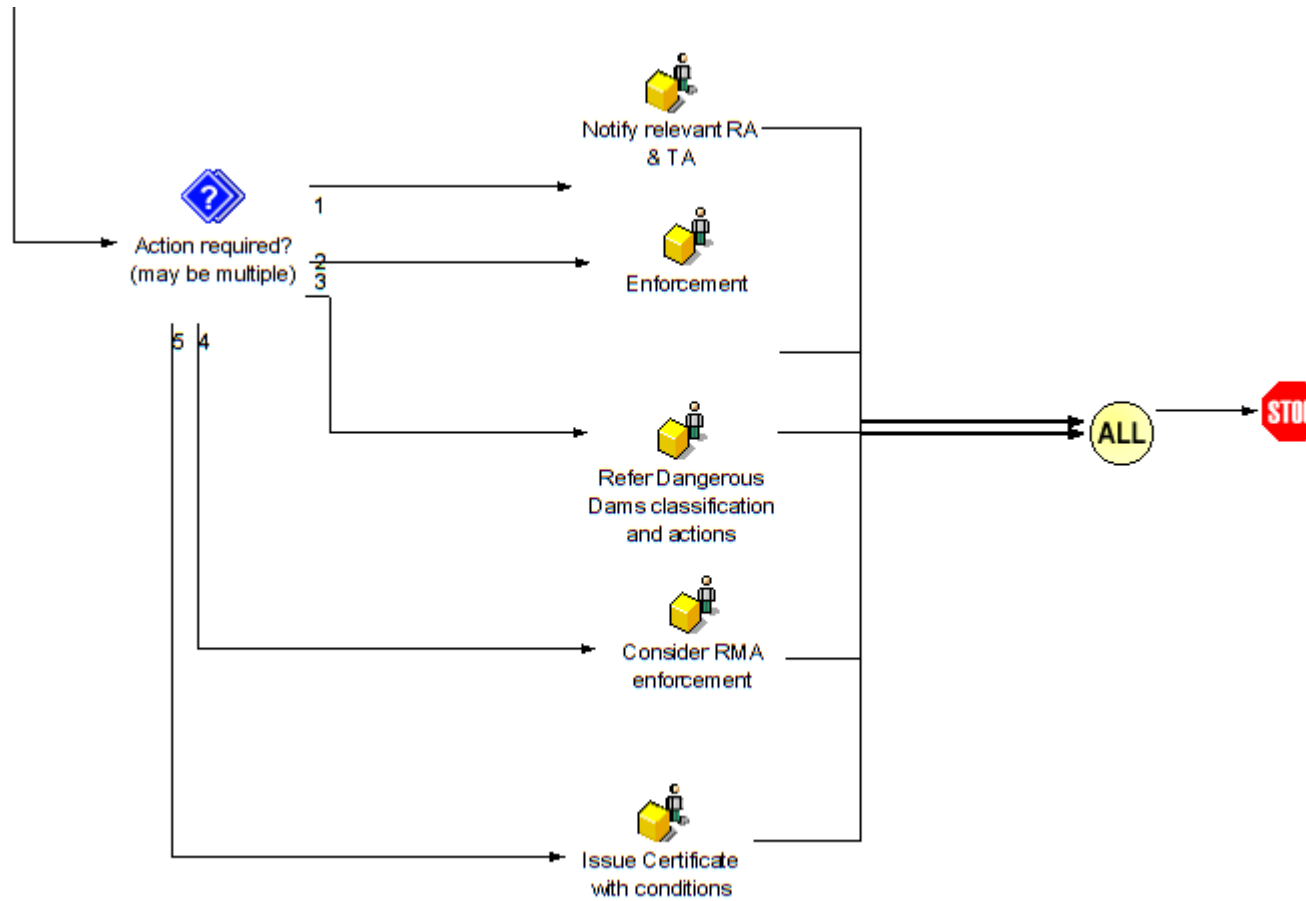 Notify relevant RA
& TA
?
1
Action required?
(may be multiple)
2
3
Enforcement
5 4
ALL
STOP
Refer Dangerous
Dams classification
and actions
Consider RMA
enforcement
Issue Certificate
with conditions